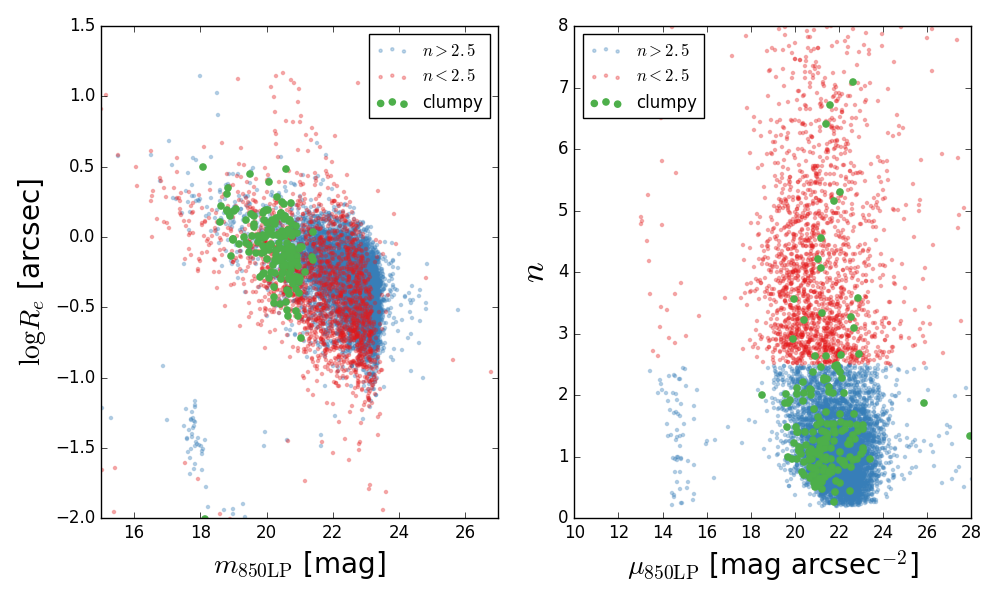 1.5
1.0
0.5
0.0
−0.5
−1.0
−1.5
−2.0
log R_e [arcsec]
n > 2.5
n < 2.5
clumpy
16 18 20 22 24 26
m_850LP [mag]
8
7
6
5
4
3
2
1
0
n
n > 2.5
n < 2.5
clumpy
10 12 14 16 18 20 22 24 26 28
μ_850LP [mag arcsec⁻²]